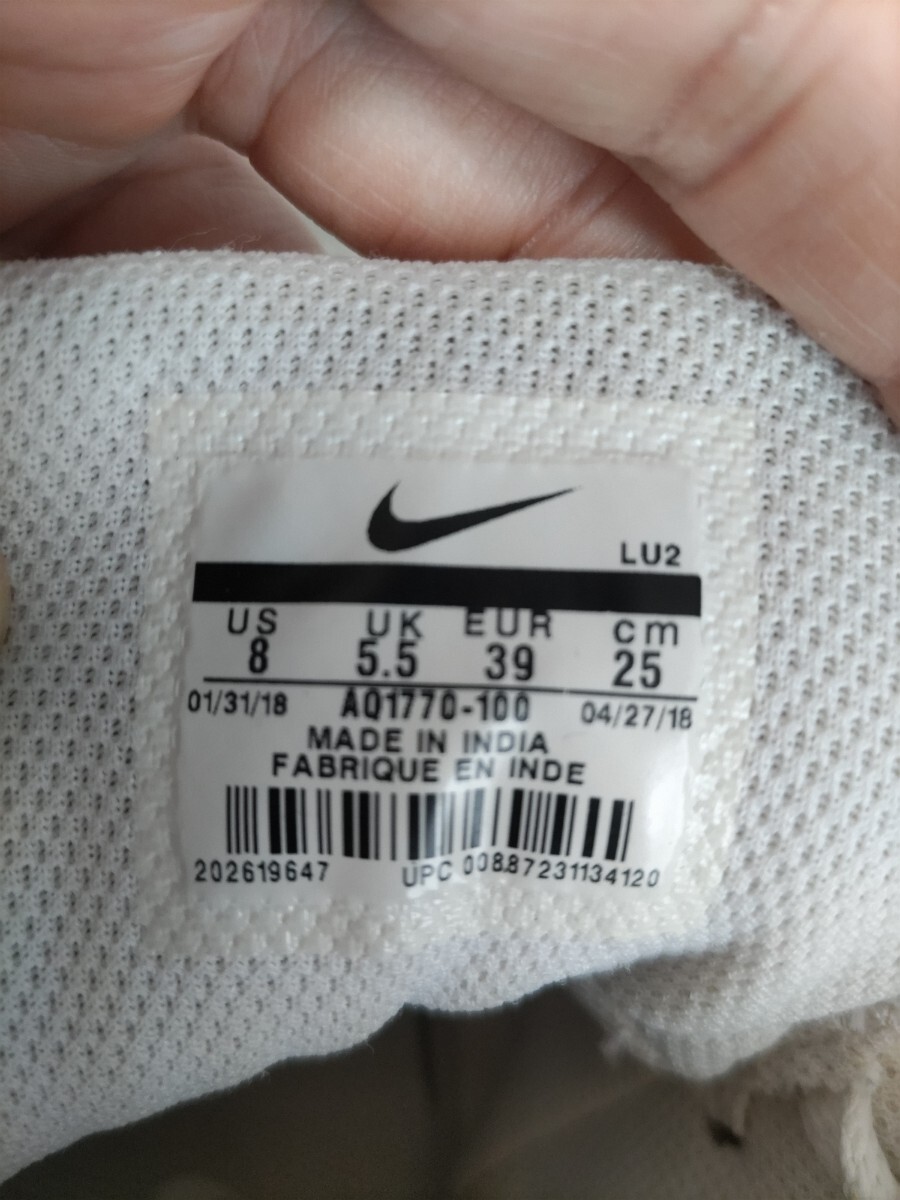 LU2
US UK EUR cm
8 5.5 39 25
01/31/18 AQ1770-100 04/27/18
MADE IN INDIA
FABRIQUE EN INDE
202619647 UPC 00887231134120